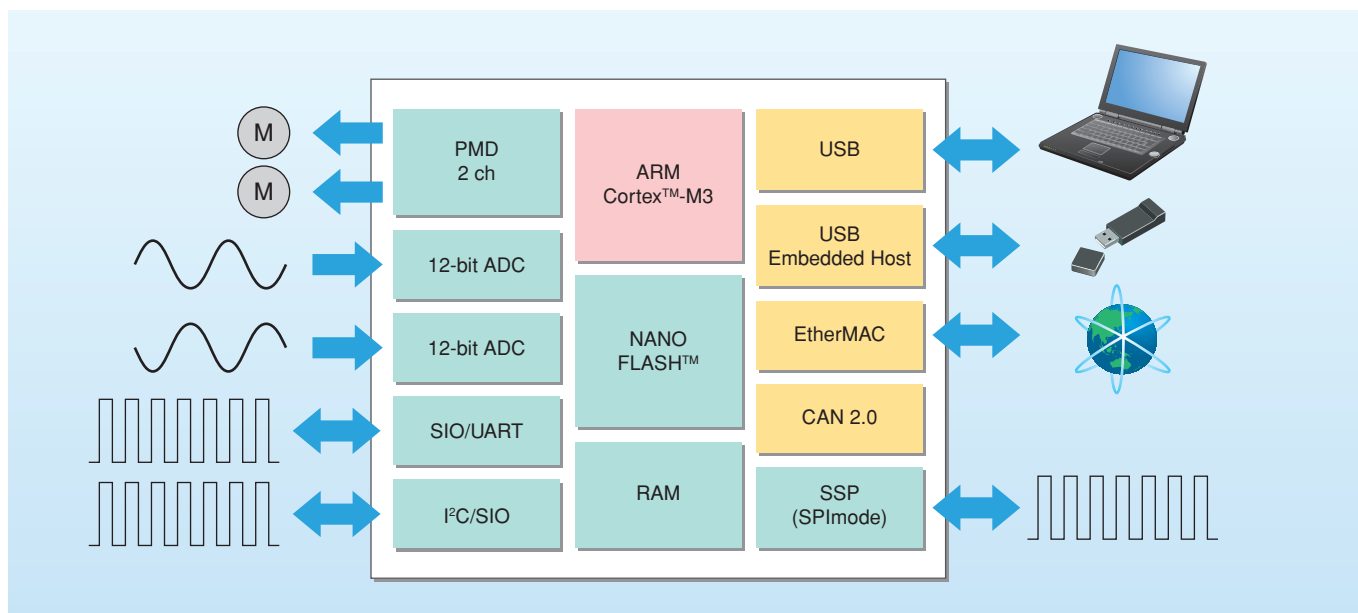 M
M
PMD
2 ch
12-bit ADC
12-bit ADC
SIO/UART
I²C/SIO
ARM
Cortex™-M3
NANO
FLASH™
RAM
USB
USB
Embedded Host
EtherMAC
CAN 2.0
SSP
(SPImode)